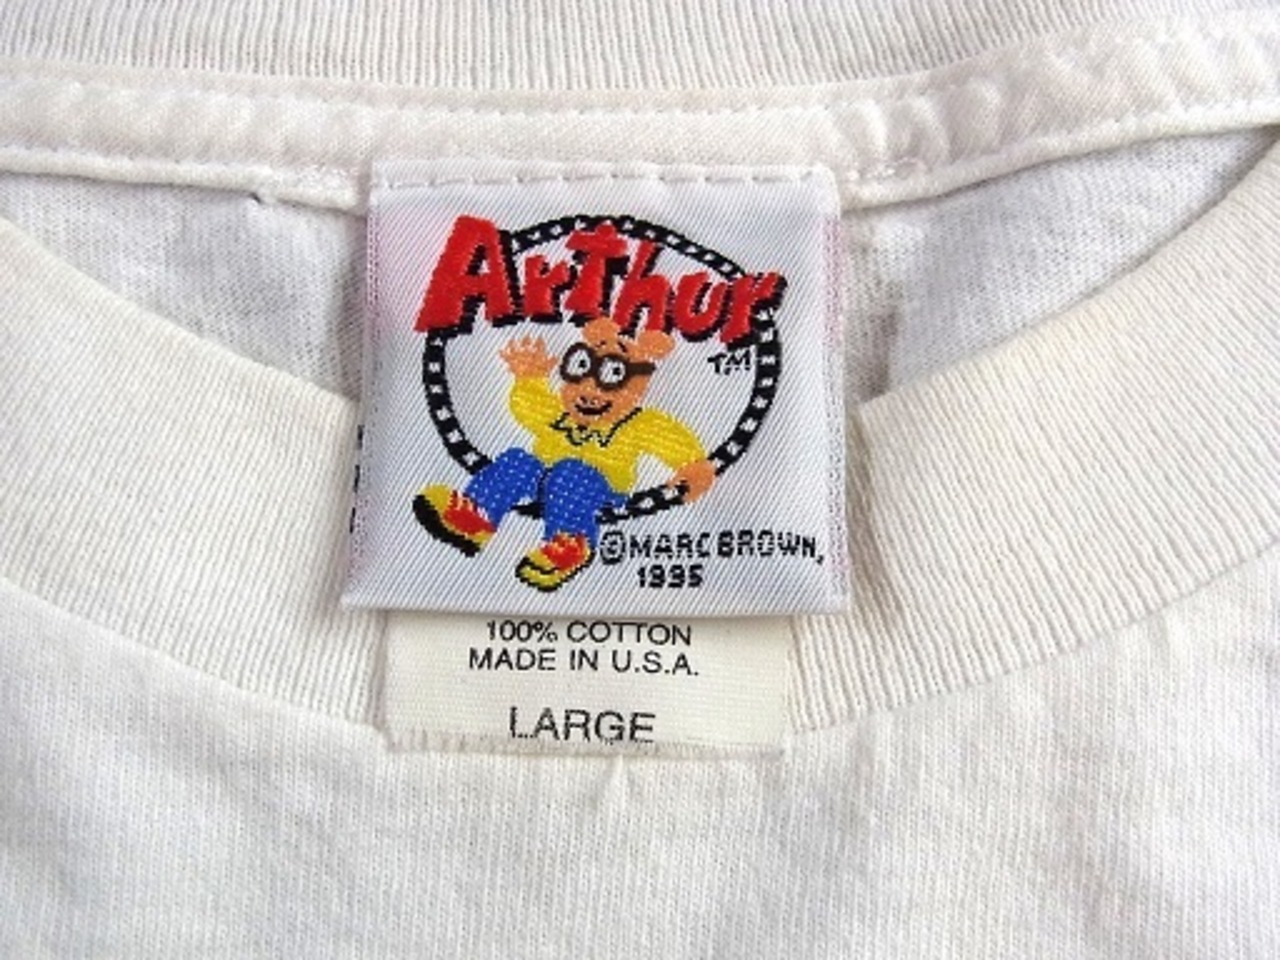 Arthur
TM
©MARC BROWN,
1995
100% COTTON
MADE IN U.S.A.
LARGE